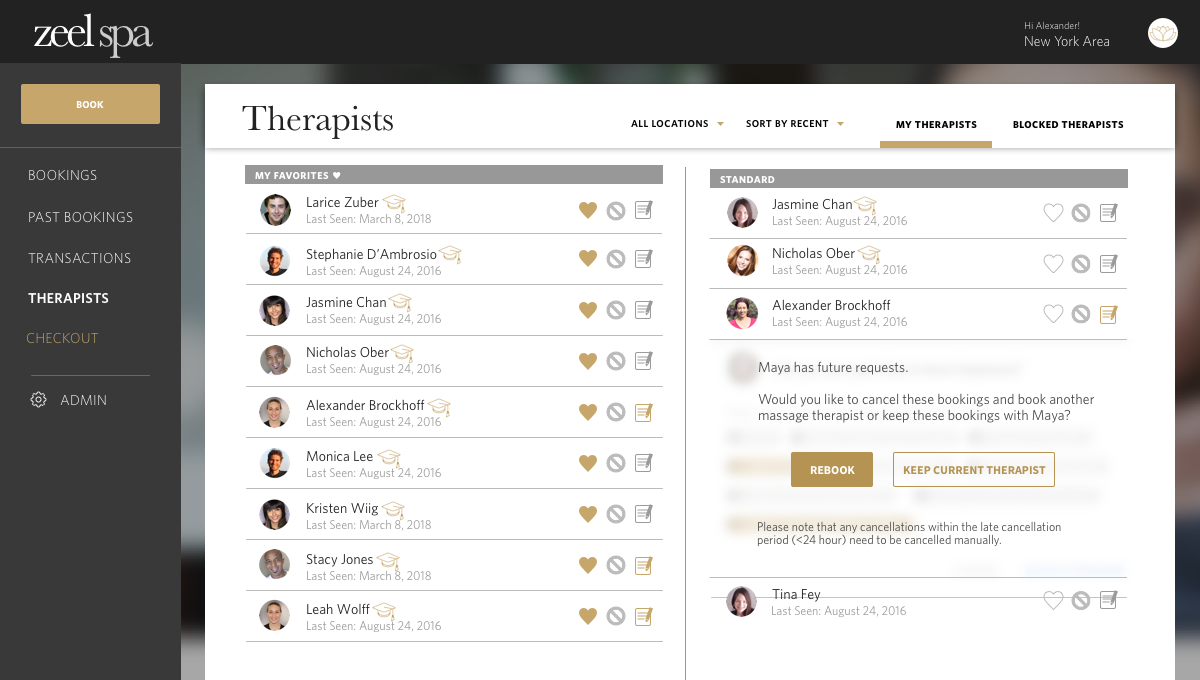 zeel spa
Hi Alexander!
New York Area
BOOK
BOOKINGS
PAST BOOKINGS
TRANSACTIONS
THERAPISTS
CHECKOUT
ADMIN
Therapists
ALL LOCATIONS
SORT BY RECENT
MY THERAPISTS
BLOCKED THERAPISTS
MY FAVORITES ♥
Larice Zuber
Last Seen: March 8, 2018
Stephanie D’Ambrosio
Last Seen: August 24, 2016
Jasmine Chan
Last Seen: August 24, 2016
Nicholas Ober
Last Seen: August 24, 2016
Alexander Brockhoff
Last Seen: August 24, 2016
Monica Lee
Last Seen: August 24, 2016
Kristen Wiig
Last Seen: March 8, 2018
Stacy Jones
Last Seen: March 8, 2018
Leah Wolff
Last Seen: August 24, 2016
STANDARD
Jasmine Chan
Last Seen: August 24, 2016
Nicholas Ober
Last Seen: August 24, 2016
Alexander Brockhoff
Last Seen: August 24, 2016
Maya has future requests.
Would you like to cancel these bookings and book another
massage therapist or keep these bookings with Maya?
REBOOK
KEEP CURRENT THERAPIST
Please note that any cancellations within the late cancellation
period (<24 hour) need to be cancelled manually.
Tina Fey
Last Seen: August 24, 2016